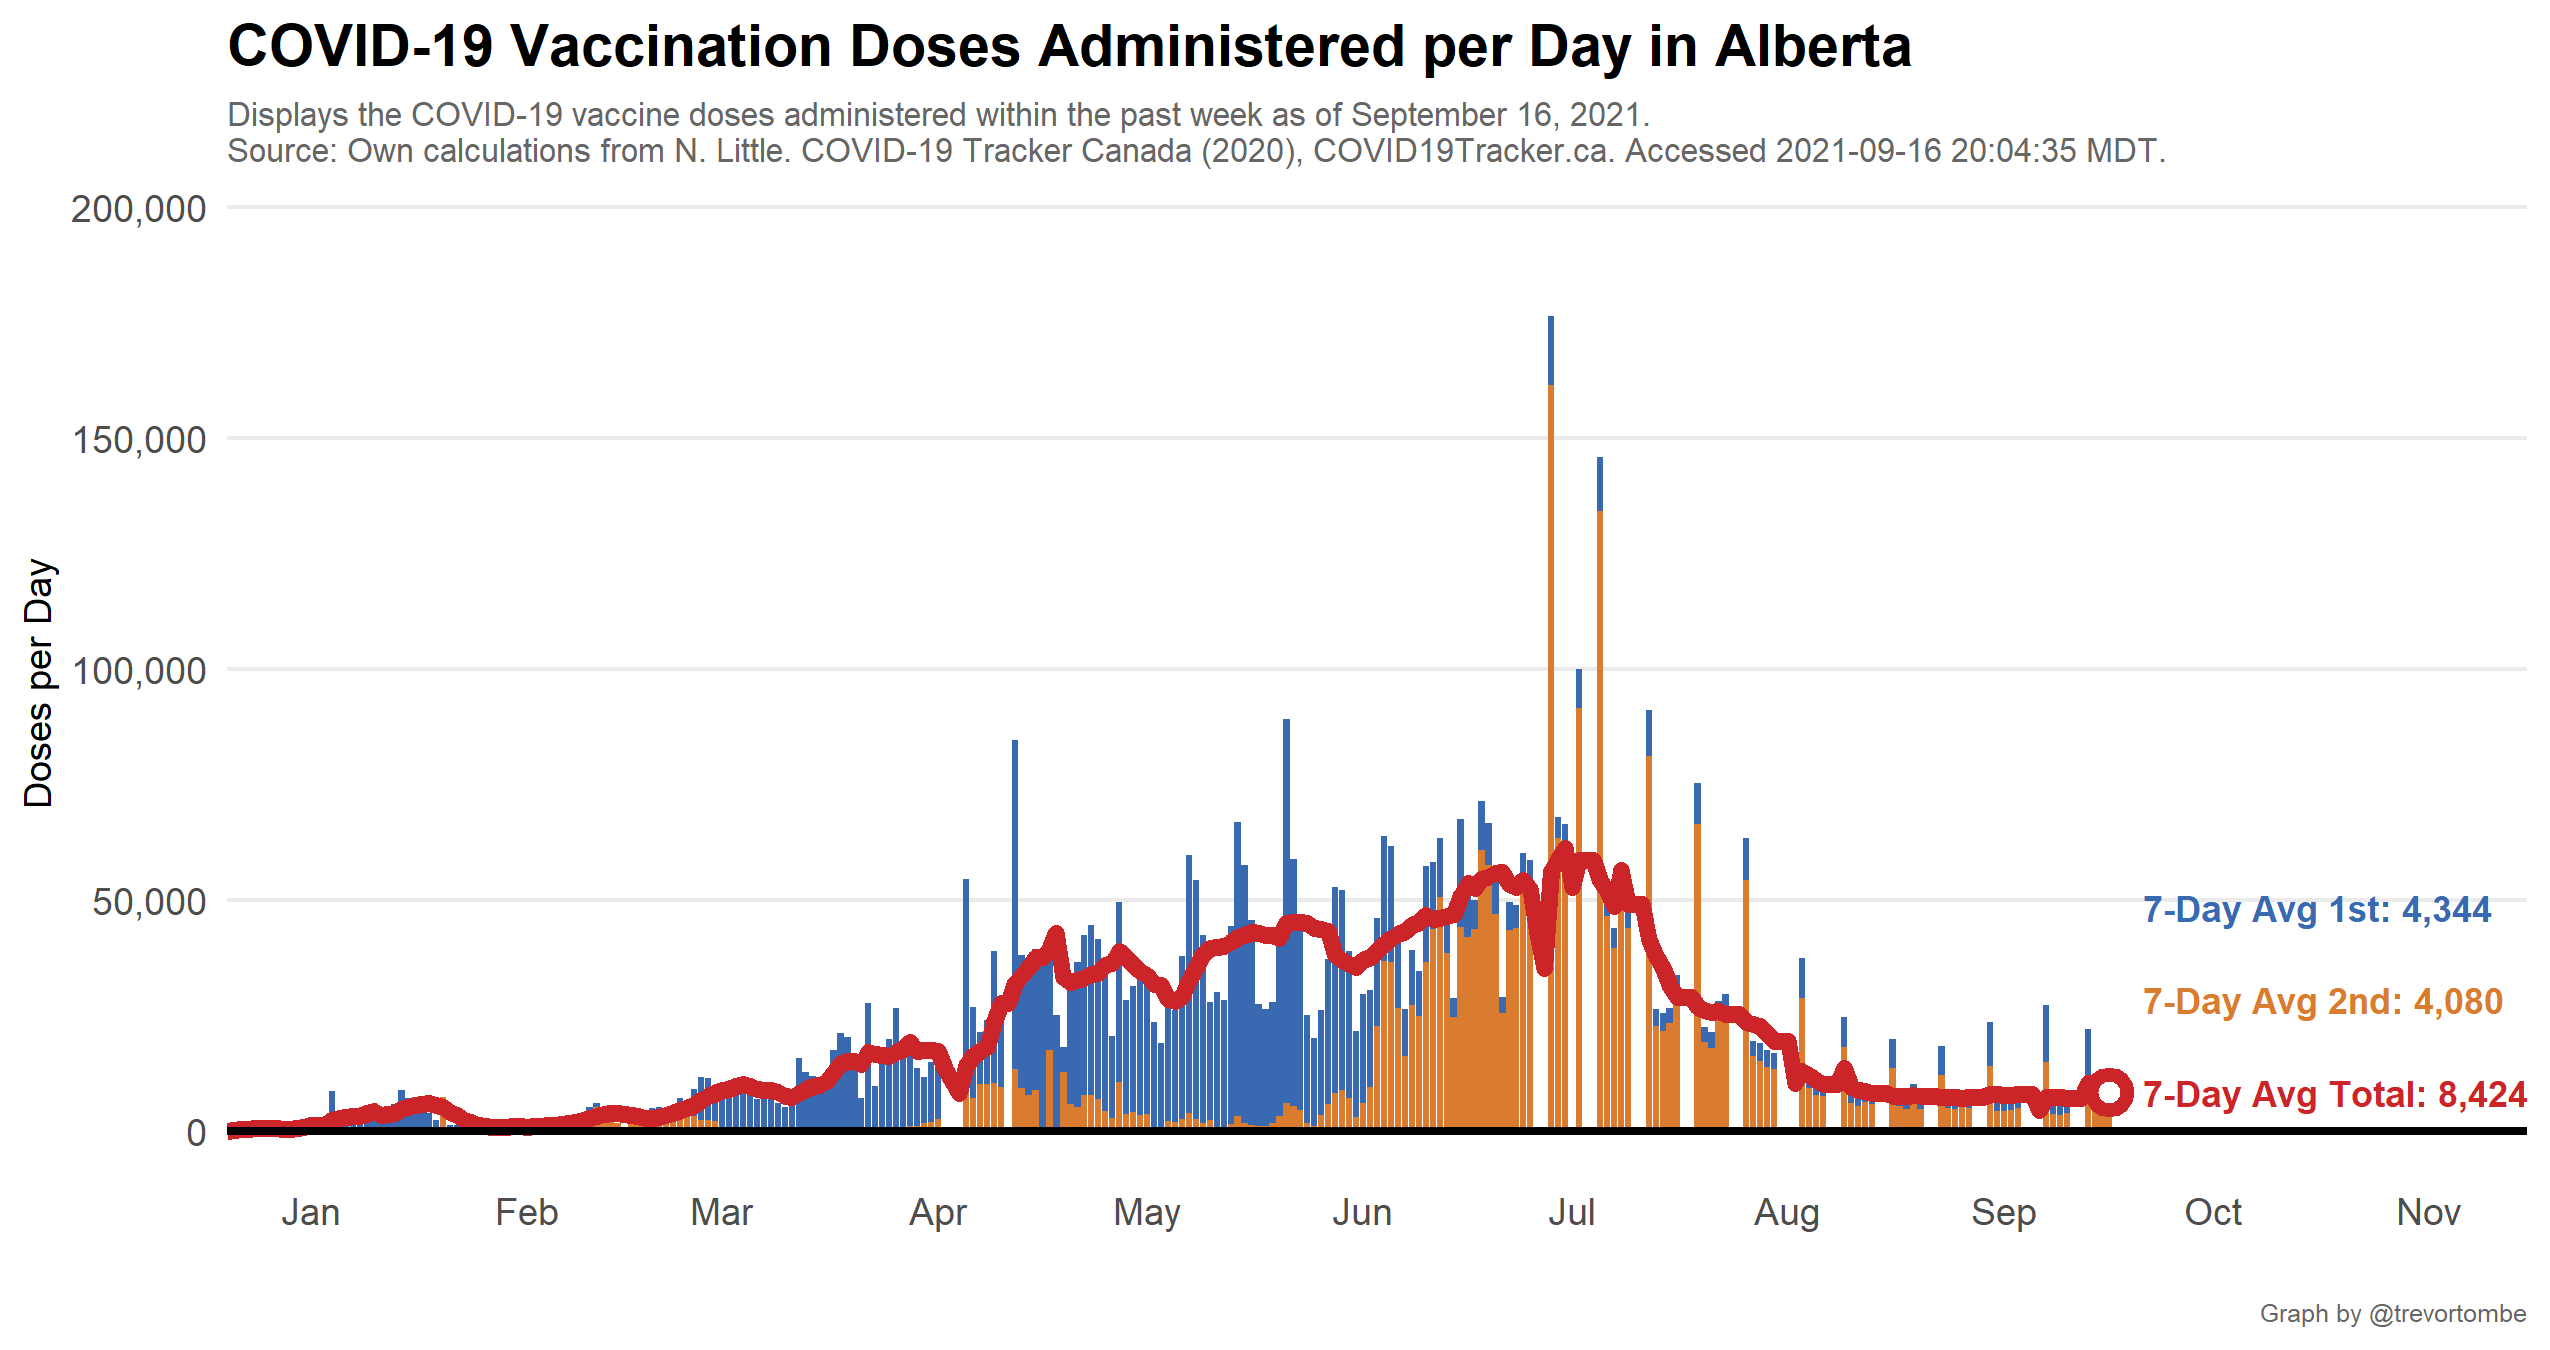 COVID-19 Vaccination Doses Administered per Day in Alberta
Displays the COVID-19 vaccine doses administered within the past week as of September 16, 2021.
Source: Own calculations from N. Little. COVID-19 Tracker Canada (2020), COVID19Tracker.ca. Accessed 2021-09-16 20:04:35 MDT.
200,000
150,000
100,000
50,000
0
Doses per Day
7-Day Avg 1st: 4,344
7-Day Avg 2nd: 4,080
7-Day Avg Total: 8,424
Jan Feb Mar Apr May Jun Jul Aug Sep Oct Nov
Graph by @trevortombe